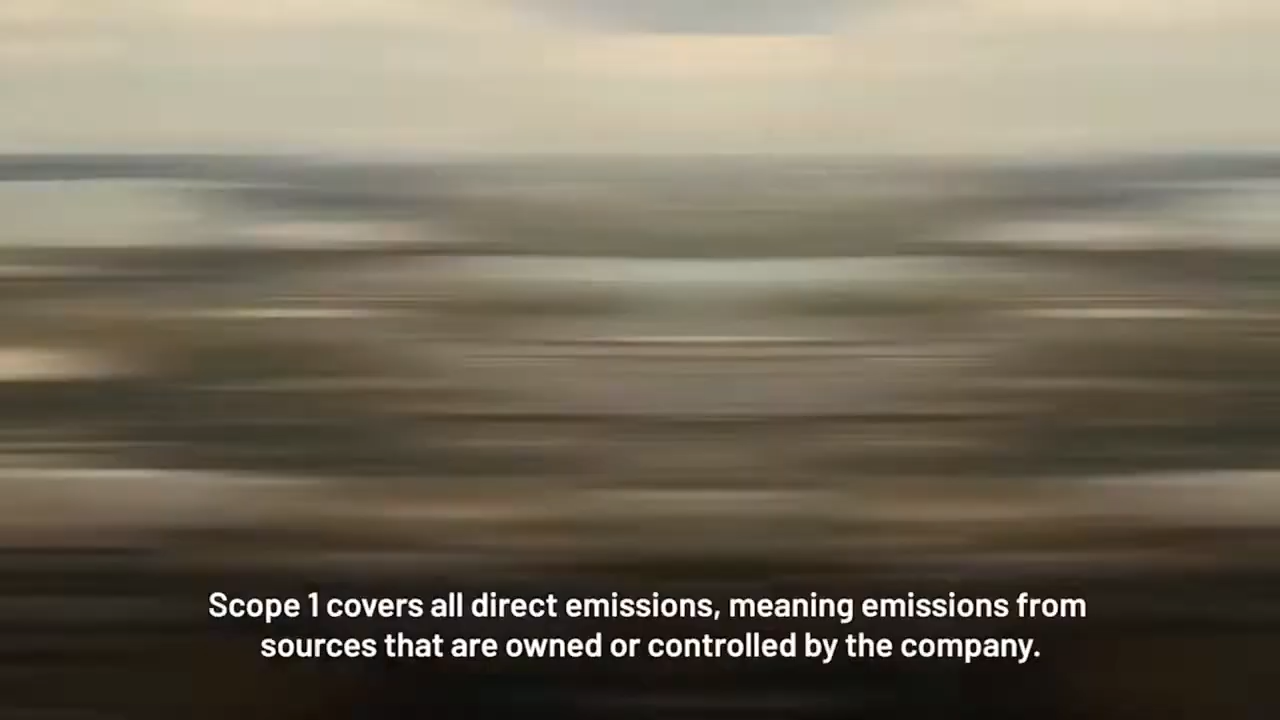 Scope 1 covers all direct emissions, meaning emissions from
sources that are owned or controlled by the company.